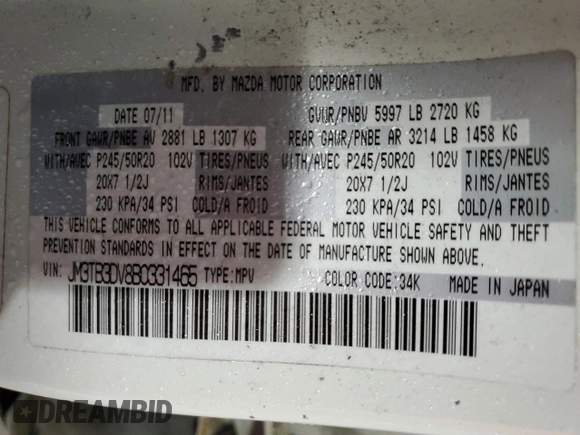 MFD. BY MAZDA MOTOR CORPORATION
DATE 07/11 GVWR/PNBV 5997 LB 2720 KG
FRONT GAWR/PNBE AV 2881 LB 1307 KG REAR GAWR/PNBE AR 3214 LB 1458 KG
WITH/AVEC P245/50R20 102V TIRES/PNEUS WITH/AVEC P245/50R20 102V TIRES/PNEUS
20X7 1/2J RIMS/JANTES 20X7 1/2J RIMS/JANTES
230 KPA/34 PSI COLD/A FROID 230 KPA/34 PSI COLD/A FROID
THIS VEHICLE CONFORMS TO ALL APPLICABLE FEDERAL MOTOR VEHICLE SAFETY AND THEFT
PREVENTION STANDARDS IN EFFECT ON THE DATE OF MANUFACTURE SHOWN ABOVE.
VIN: JM3TB3DV8BC331465 TYPE:MPV COLOR CODE:34K MADE IN JAPAN
DREAMBID